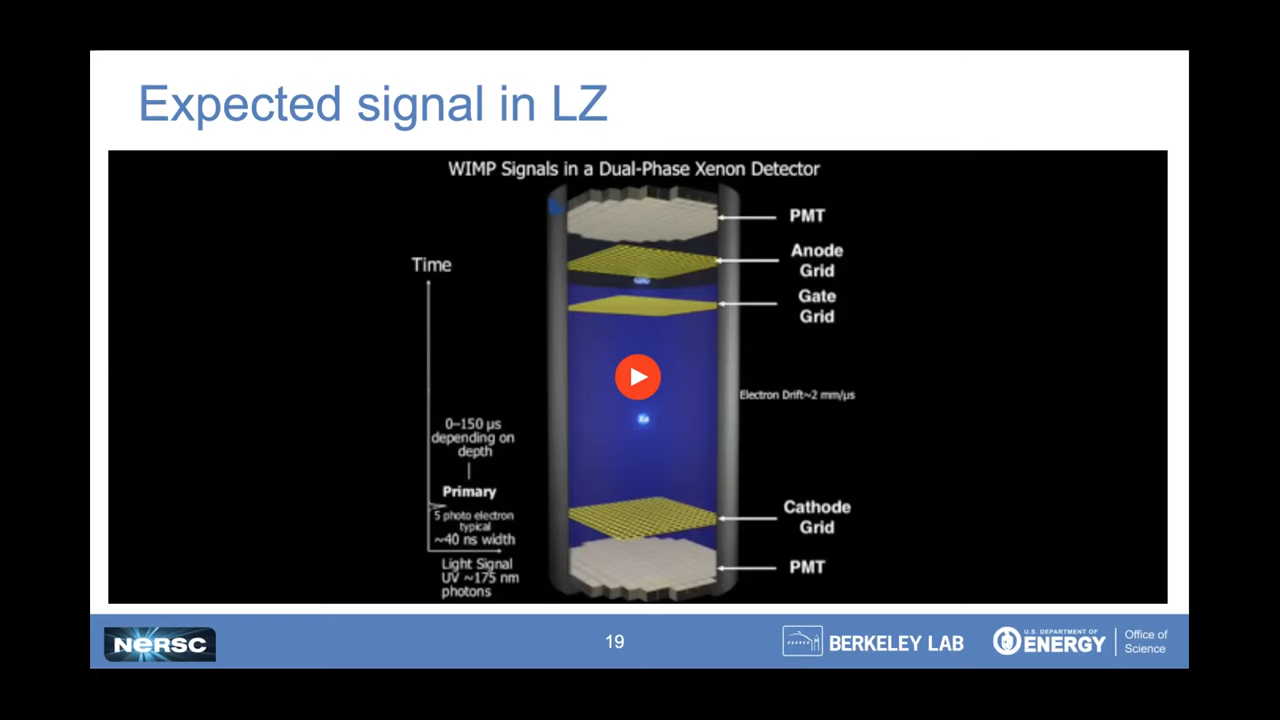 Expected signal in LZ
WIMP Signals in a Dual-Phase Xenon Detector
PMT
Anode
Grid
Time
Gate
Grid
Electron Drift~2 mm/µs
Xe
0–150 µs
depending on
depth
Primary
5 photo electron
typical
~40 ns width
Cathode
Grid
Light Signal
UV ~175 nm
photons
PMT
NERSC
19
BERKELEY LAB
U.S. DEPARTMENT OF
ENERGY
Office of
Science